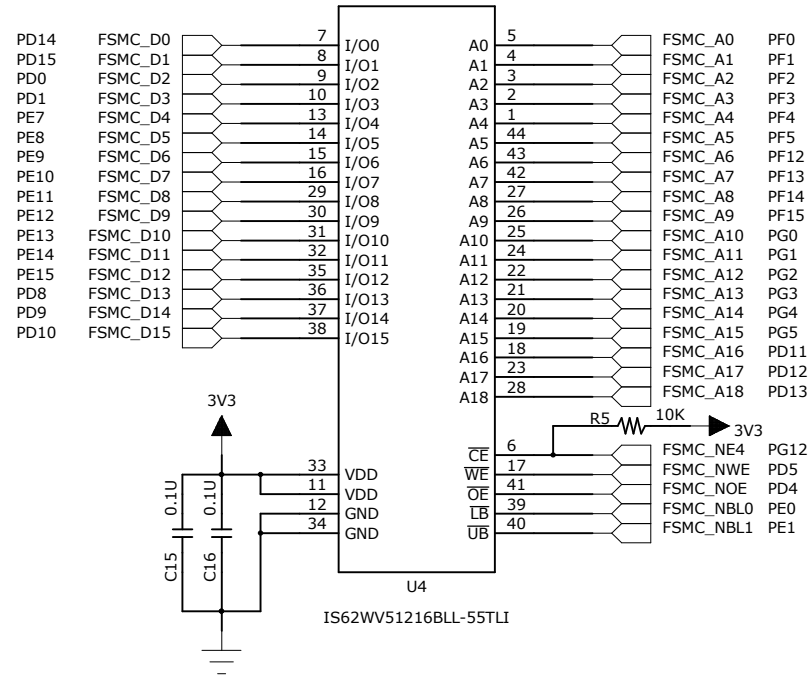 PD14 FSMC_D0 7 I/O0 A0 5 FSMC_A0 PF0
PD15 FSMC_D1 8 I/O1 A1 4 FSMC_A1 PF1
PD0 FSMC_D2 9 I/O2 A2 3 FSMC_A2 PF2
PD1 FSMC_D3 10 I/O3 A3 2 FSMC_A3 PF3
PE7 FSMC_D4 13 I/O4 A4 1 FSMC_A4 PF4
PE8 FSMC_D5 14 I/O5 A5 44 FSMC_A5 PF5
PE9 FSMC_D6 15 I/O6 A6 43 FSMC_A6 PF12
PE10 FSMC_D7 16 I/O7 A7 42 FSMC_A7 PF13
PE11 FSMC_D8 29 I/O8 A8 27 FSMC_A8 PF14
PE12 FSMC_D9 30 I/O9 A9 26 FSMC_A9 PF15
PE13 FSMC_D10 31 I/O10 A10 25 FSMC_A10 PG0
PE14 FSMC_D11 32 I/O11 A11 24 FSMC_A11 PG1
PE15 FSMC_D12 35 I/O12 A12 22 FSMC_A12 PG2
PD8 FSMC_D13 36 I/O13 A13 21 FSMC_A13 PG3
PD9 FSMC_D14 37 I/O14 A14 20 FSMC_A14 PG4
PD10 FSMC_D15 38 I/O15 A15 19 FSMC_A15 PG5
A16 18 FSMC_A16 PD11
A17 23 FSMC_A17 PD12
A18 28 FSMC_A18 PD13
3V3
R5 10K 3V3
CE 6 FSMC_NE4 PG12
33 VDD WE 17 FSMC_NWE PD5
11 VDD OE 41 FSMC_NOE PD4
12 GND LB 39 FSMC_NBL0 PE0
34 GND UB 40 FSMC_NBL1 PE1
0.1U 0.1U
C15 C16
U4
IS62WV51216BLL-55TLI